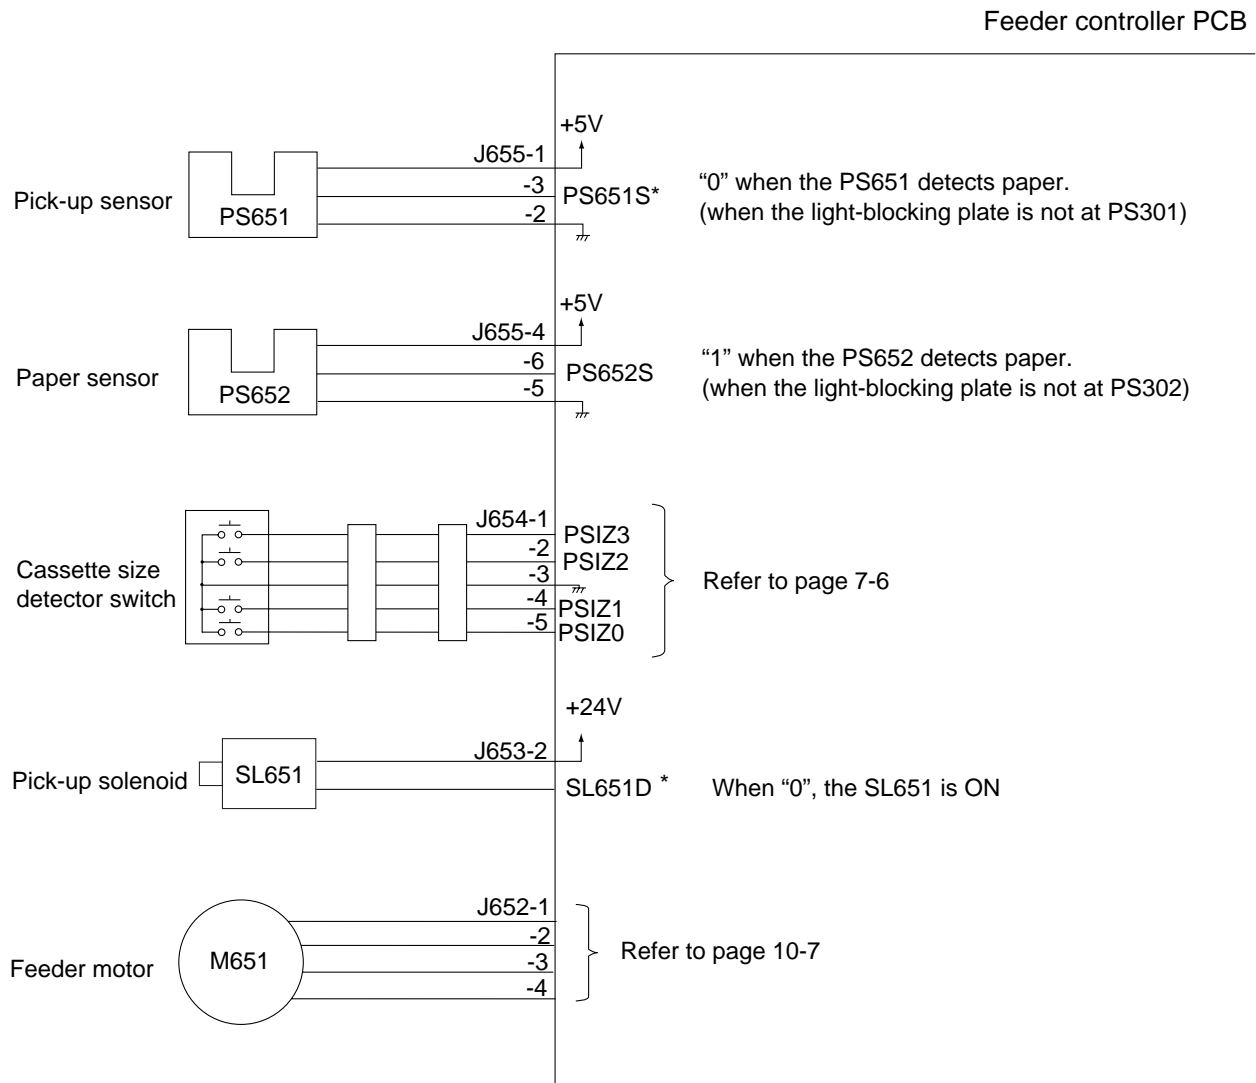 Feeder controller PCB
+5V
J655-1
-3
-2
Pick-up sensor
PS651
PS651S*
“0” when the PS651 detects paper.
(when the light-blocking plate is not at PS301)
+5V
J655-4
-6
-5
Paper sensor
PS652
PS652S
“1” when the PS652 detects paper.
(when the light-blocking plate is not at PS302)
Cassette size
detector switch
J654-1
-2
-3
-4
-5
PSIZ3
PSIZ2
PSIZ1
PSIZ0
Refer to page 7-6
+24V
J653-2
Pick-up solenoid
SL651
SL651D *
When “0”, the SL651 is ON
Feeder motor
M651
J652-1
-2
-3
-4
Refer to page 10-7